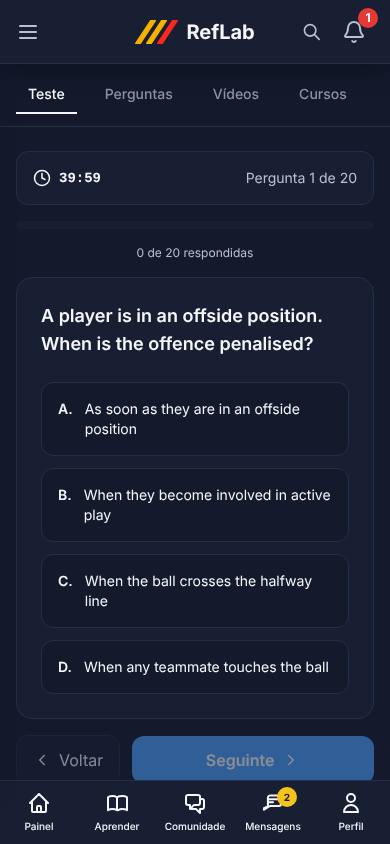 RefLab
1
Teste Perguntas Vídeos Cursos
39:59 Pergunta 1 de 20
0 de 20 respondidas
A player is in an offside position.
When is the offence penalised?
A. As soon as they are in an offside
position
B. When they become involved in active
play
C. When the ball crosses the halfway
line
D. When any teammate touches the ball
Voltar Seguinte
2
Painel Aprender Comunidade Mensagens Perfil